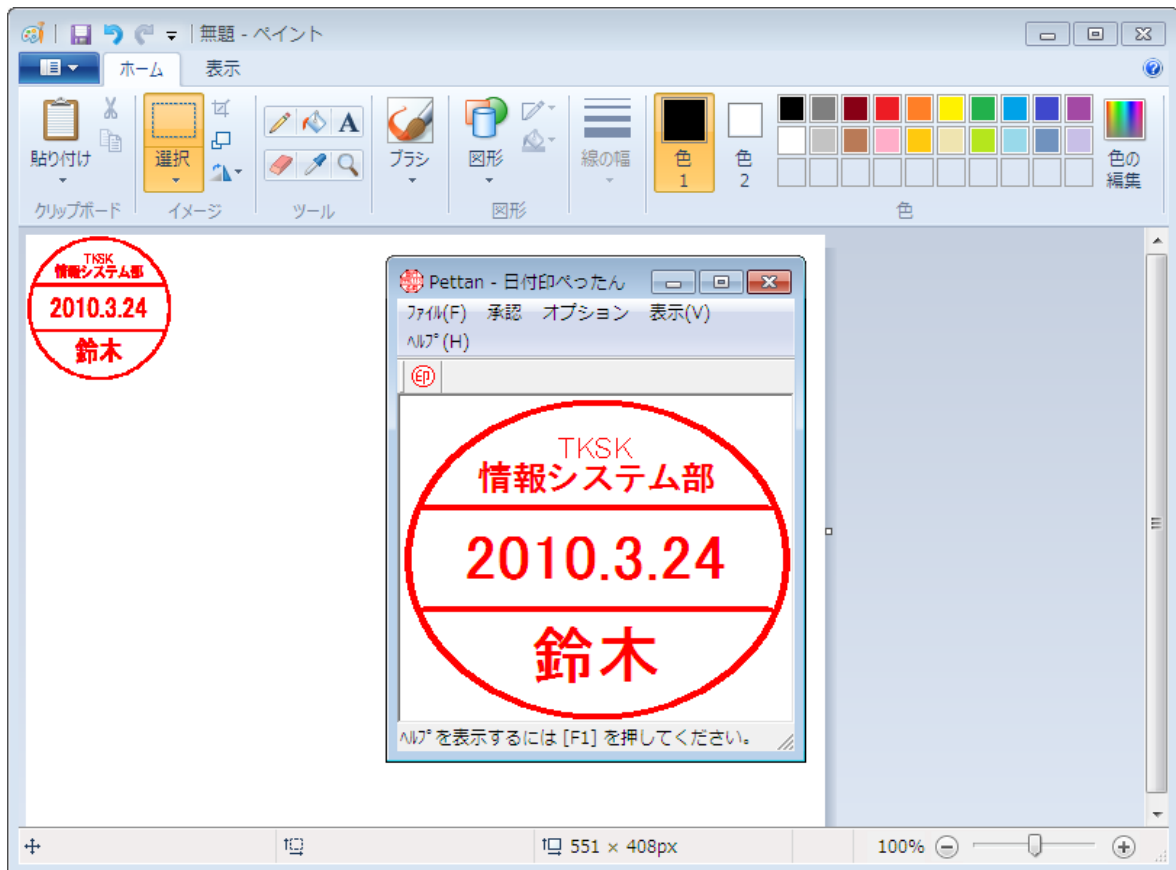 無題 - ペイント
ホーム 表示
貼り付け
選択
A
ブラシ
図形
線の幅
色
1
色
2
色の
編集
クリップボード
イメージ
ツール
図形
色
TKSK
情報システム部
2010.3.24
鈴木
Pettan - 日付印ぺったん
ファイル(F) 承認 オプション 表示(V)
ヘルプ(H)
印
TKSK
情報システム部
2010.3.24
鈴木
ヘルプを表示するには [F1] を押してください。
551 × 408px
100%